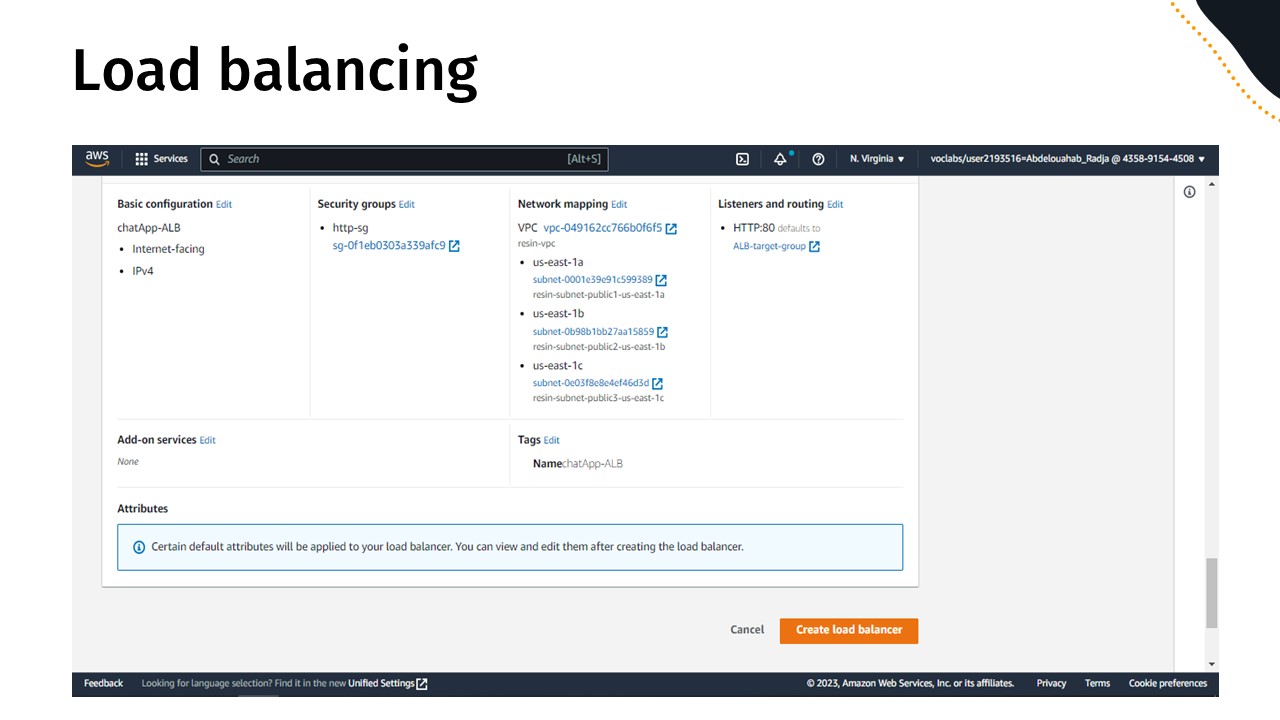 Load balancing
aws
Services
Search
[Alt+S]
N. Virginia
voclabs/user2193516=Abdelouahab_Radja @ 4358-9154-4508
Basic configuration Edit
chatApp-ALB
Internet-facing
IPv4
Security groups Edit
http-sg
sg-0f1eb0303a339afc9
Network mapping Edit
VPC vpc-049162cc766b0f6f5
resin-vpc
us-east-1a
subnet-0001e39e91c599389
resin-subnet-public1-us-east-1a
us-east-1b
subnet-0b98b1bb27aa15859
resin-subnet-public2-us-east-1b
us-east-1c
subnet-0e03f8e8e4ef46d3d
resin-subnet-public3-us-east-1c
Listeners and routing Edit
HTTP:80 defaults to
ALB-target-group
Add-on services Edit
None
Tags Edit
NamechatApp-ALB
Attributes
Certain default attributes will be applied to your load balancer. You can view and edit them after creating the load balancer.
Cancel
Create load balancer
Feedback
Looking for language selection? Find it in the new Unified Settings
© 2023, Amazon Web Services, Inc. or its affiliates.
Privacy
Terms
Cookie preferences